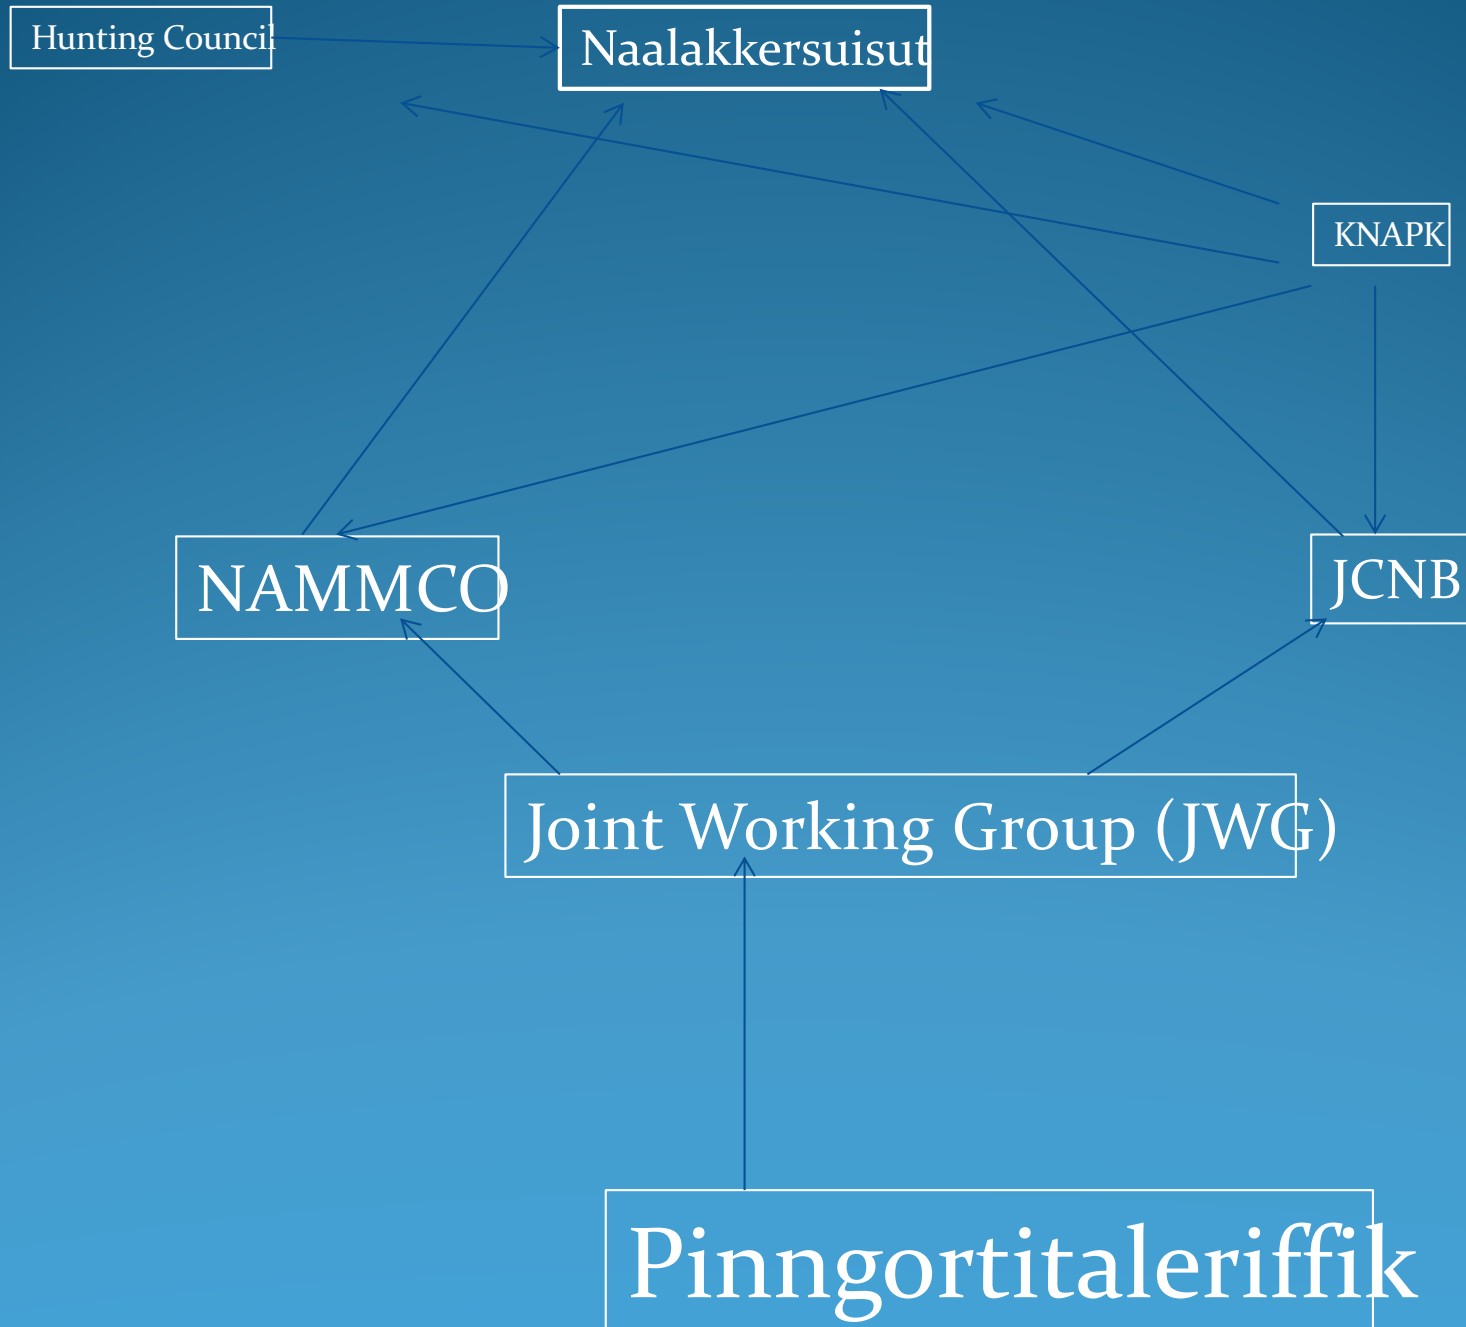 Hunting Council
Naalakkersuisut
KNAPK
NAMMCO
JCNB
Joint Working Group (JWG)
Pinngortitaleriffik